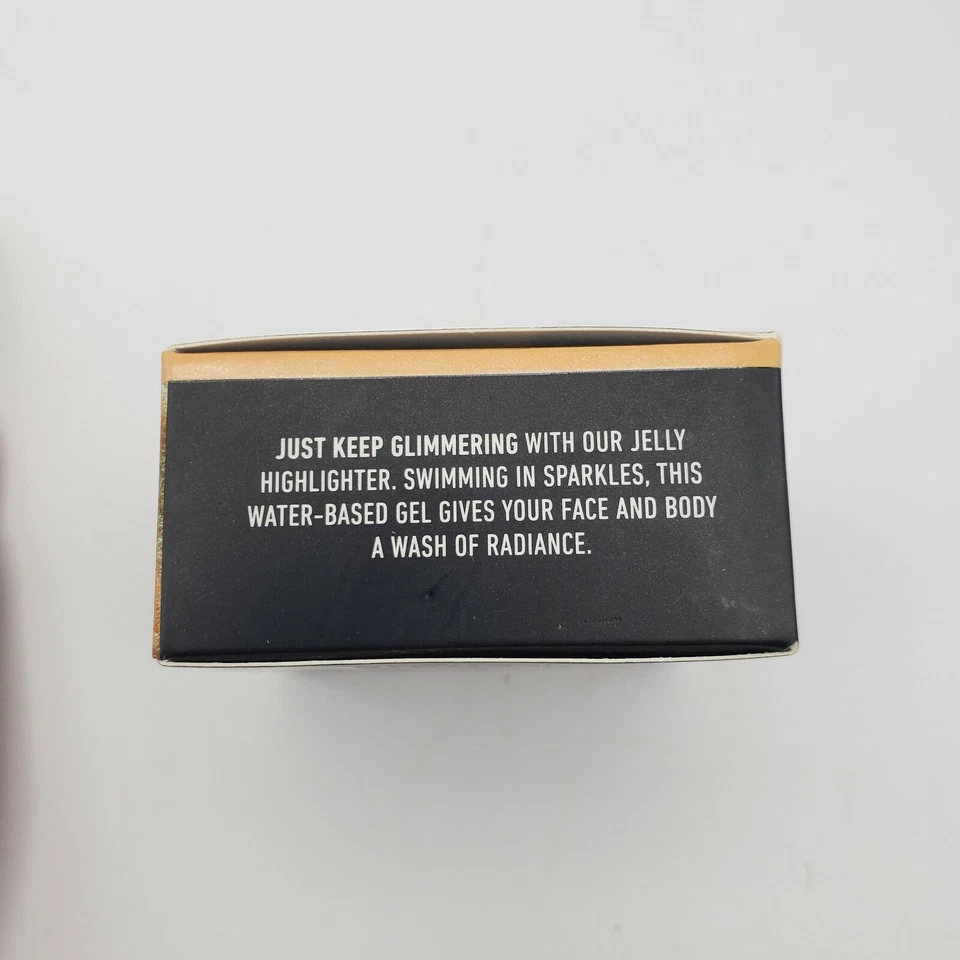 JUST KEEP GLIMMERING WITH OUR JELLY
HIGHLIGHTER. SWIMMING IN SPARKLES, THIS
WATER-BASED GEL GIVES YOUR FACE AND BODY
A WASH OF RADIANCE.